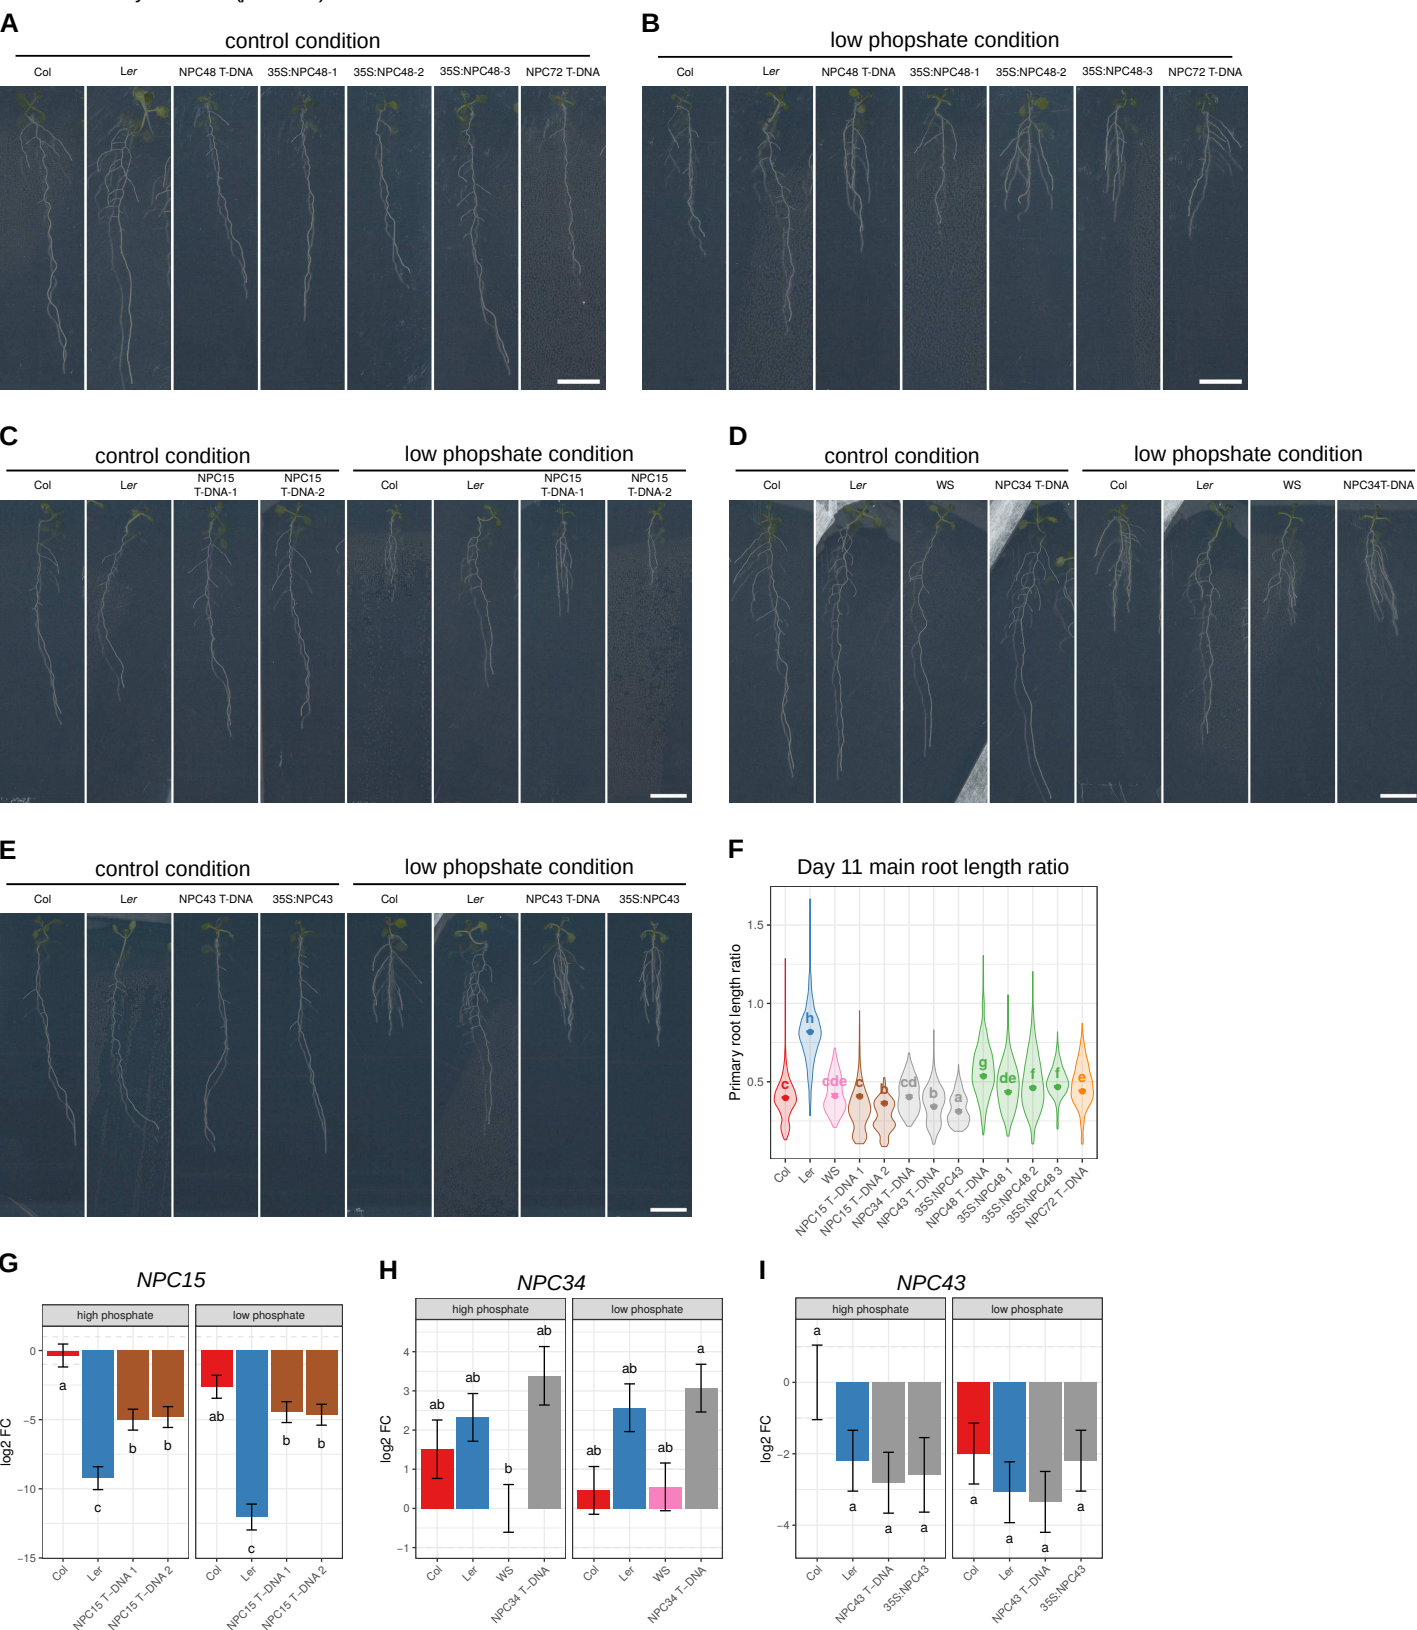 A
control condition
Col Ler NPC48 T-DNA 35S:NPC48-1 35S:NPC48-2 35S:NPC48-3 NPC72 T-DNA
B
low phopshate condition
Col Ler NPC48 T-DNA 35S:NPC48-1 35S:NPC48-2 35S:NPC48-3 NPC72 T-DNA
C
control condition
Col Ler NPC15 T-DNA-1 NPC15 T-DNA-2
low phopshate condition
Col Ler NPC15 T-DNA-1 NPC15 T-DNA-2
D
control condition
Col Ler WS NPC34 T-DNA
low phopshate condition
Col Ler WS NPC34T-DNA
E
control condition
Col Ler NPC43 T-DNA 35S:NPC43
low phopshate condition
Col Ler NPC43 T-DNA 35S:NPC43
F
Day 11 main root length ratio
Primary root length ratio
1.5
1.0
0.5
c h cde c b cd b a g de f f e
Col Ler WS NPC15 T-DNA 1 NPC15 T-DNA 2 NPC34 T-DNA NPC43 T-DNA 35S:NPC43 NPC48 T-DNA 35S:NPC48 1 35S:NPC48 2 35S:NPC48 3 NPC72 T-DNA
G
NPC15
high phosphate low phosphate
log2 FC
0
-5
-10
-15
a c b b ab c b b
Col Ler NPC15 T-DNA 1 NPC15 T-DNA 2 Col Ler NPC15 T-DNA 1 NPC15 T-DNA 2
H
NPC34
high phosphate low phosphate
log2 FC
4
3
2
1
0
-1
ab ab b ab ab ab ab a
Col Ler WS NPC34 T-DNA Col Ler WS NPC34 T-DNA
I
NPC43
high phosphate low phosphate
log2 FC
0
-2
-4
a a a a a a a a
Col Ler NPC43 T-DNA 35S:NPC43 Col Ler NPC43 T-DNA 35S:NPC43